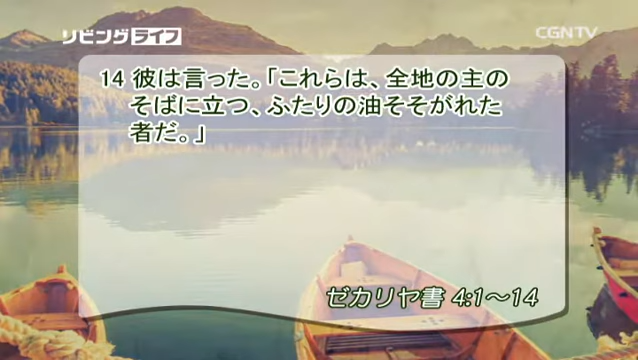 リビングライフ
CGNTV
14 彼は言った。「これらは、全地の主の
そばに立つ、ふたりの油そそがれた
者だ。」
ゼカリヤ書 4:1〜14